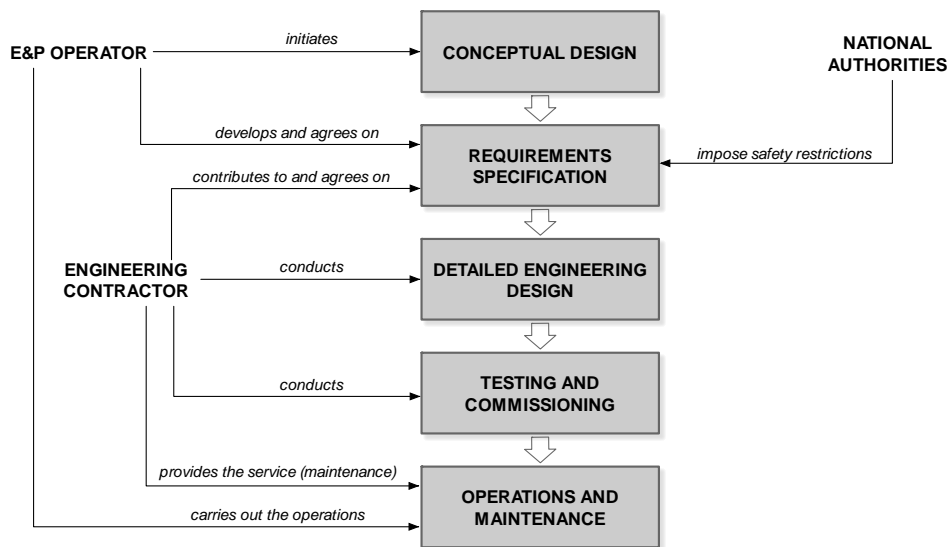 initiates
E&P OPERATOR
CONCEPTUAL DESIGN
NATIONAL
AUTHORITIES
develops and agrees on
REQUIREMENTS
SPECIFICATION
impose safety restrictions
contributes to and agrees on
ENGINEERING
CONTRACTOR
conducts
DETAILED ENGINEERING
DESIGN
conducts
TESTING AND
COMMISSIONING
provides the service (maintenance)
OPERATIONS AND
MAINTENANCE
carries out the operations